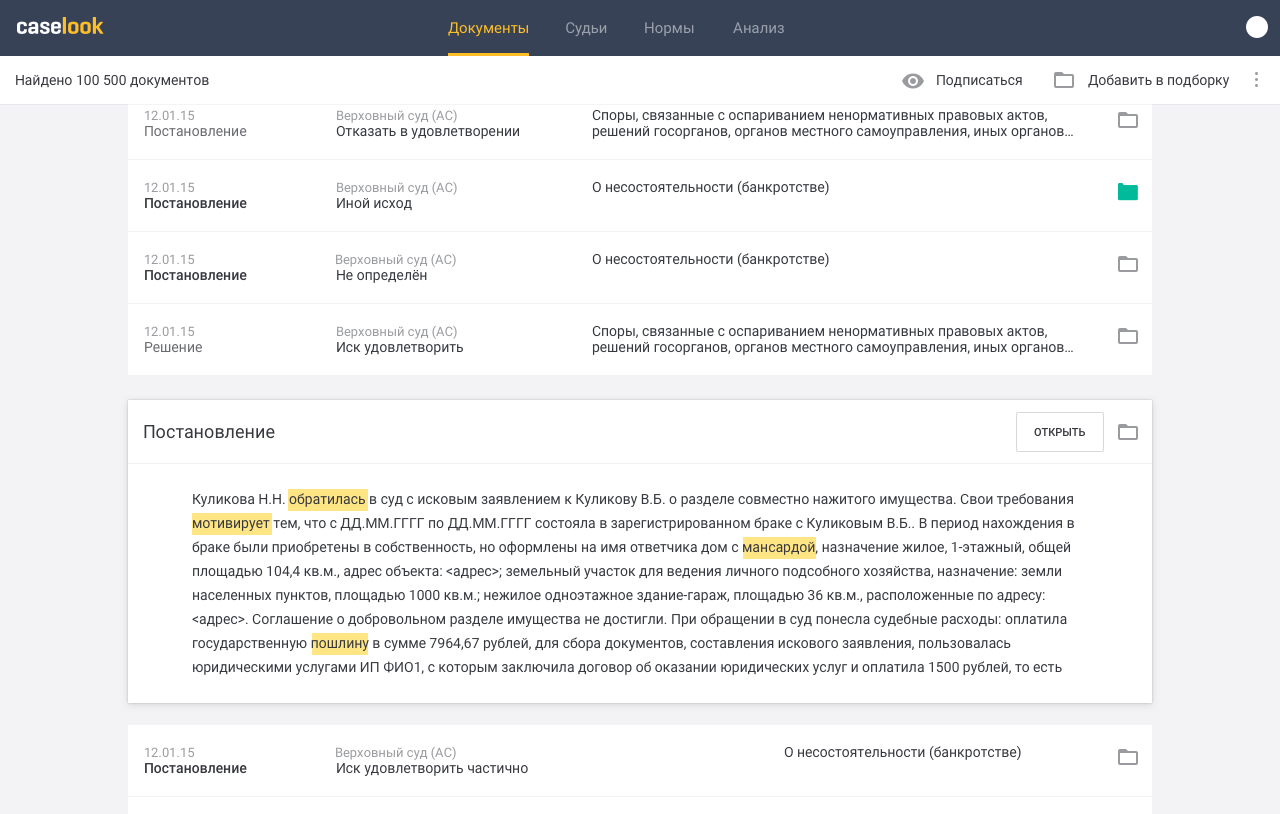 caselook
Документы
Судьи
Нормы
Анализ
Найдено 100 500 документов
Подписаться
Добавить в подборку
12.01.15
Постановление
Верховный суд (АС)
Отказать в удовлетворении
Споры, связанные с оспариванием ненормативных правовых актов,
решений госорганов, органов местного самоуправления, иных органов…
12.01.15
Постановление
Верховный суд (АС)
Иной исход
О несостоятельности (банкротстве)
12.01.15
Постановление
Верховный суд (АС)
Не определён
О несостоятельности (банкротстве)
12.01.15
Решение
Верховный суд (АС)
Иск удовлетворить
Споры, связанные с оспариванием ненормативных правовых актов,
решений госорганов, органов местного самоуправления, иных органов…
Постановление
ОТКРЫТЬ
Куликова Н.Н. обратилась в суд с исковым заявлением к Куликову В.Б. о разделе совместно нажитого имущества. Свои требования
мотивирует тем, что с ДД.ММ.ГГГГ по ДД.ММ.ГГГГ состояла в зарегистрированном браке с Куликовым В.Б.. В период нахождения в
браке были приобретены в собственность, но оформлены на имя ответчика дом с мансардой, назначение жилое, 1-этажный, общей
площадью 104,4 кв.м., адрес объекта: <адрес>; земельный участок для ведения личного подсобного хозяйства, назначение: земли
населенных пунктов, площадью 1000 кв.м.; нежилое одноэтажное здание-гараж, площадью 36 кв.м., расположенные по адресу:
<адрес>. Соглашение о добровольном разделе имущества не достигли. При обращении в суд понесла судебные расходы: оплатила
государственную пошлину в сумме 7964,67 рублей, для сбора документов, составления искового заявления, пользовалась
юридическими услугами ИП ФИО1, с которым заключила договор об оказании юридических услуг и оплатила 1500 рублей, то есть
12.01.15
Постановление
Верховный суд (АС)
Иск удовлетворить частично
О несостоятельности (банкротстве)